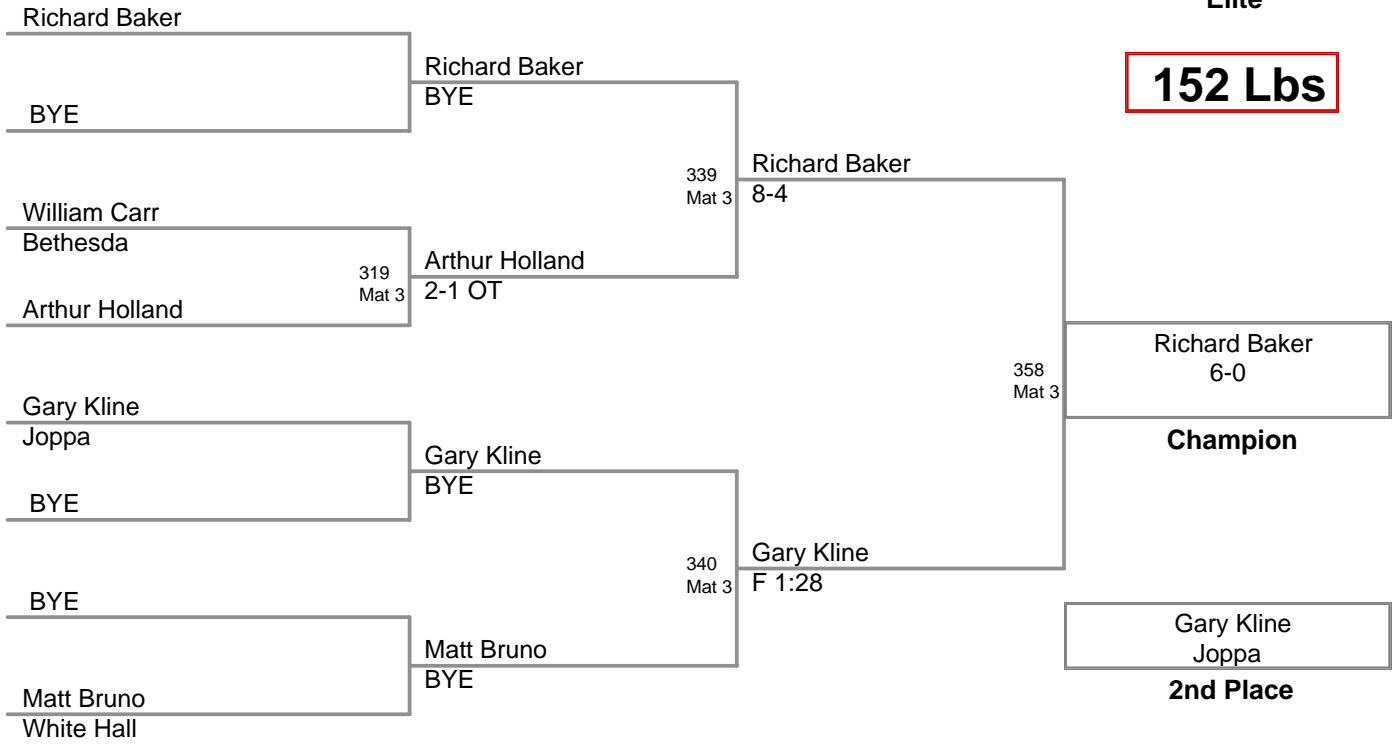 Elite
152 Lbs
Richard Baker
BYE
William Carr
Bethesda
Arthur Holland
Gary Kline
Joppa
BYE
BYE
Matt Bruno
White Hall
319
Mat 3
Richard Baker
BYE
Arthur Holland
2-1 OT
Gary Kline
BYE
Matt Bruno
BYE
339
Mat 3
340
Mat 3
Richard Baker
8-4
Gary Kline
F 1:28
358
Mat 3
Richard Baker
6-0
Champion
Gary Kline
Joppa
2nd Place